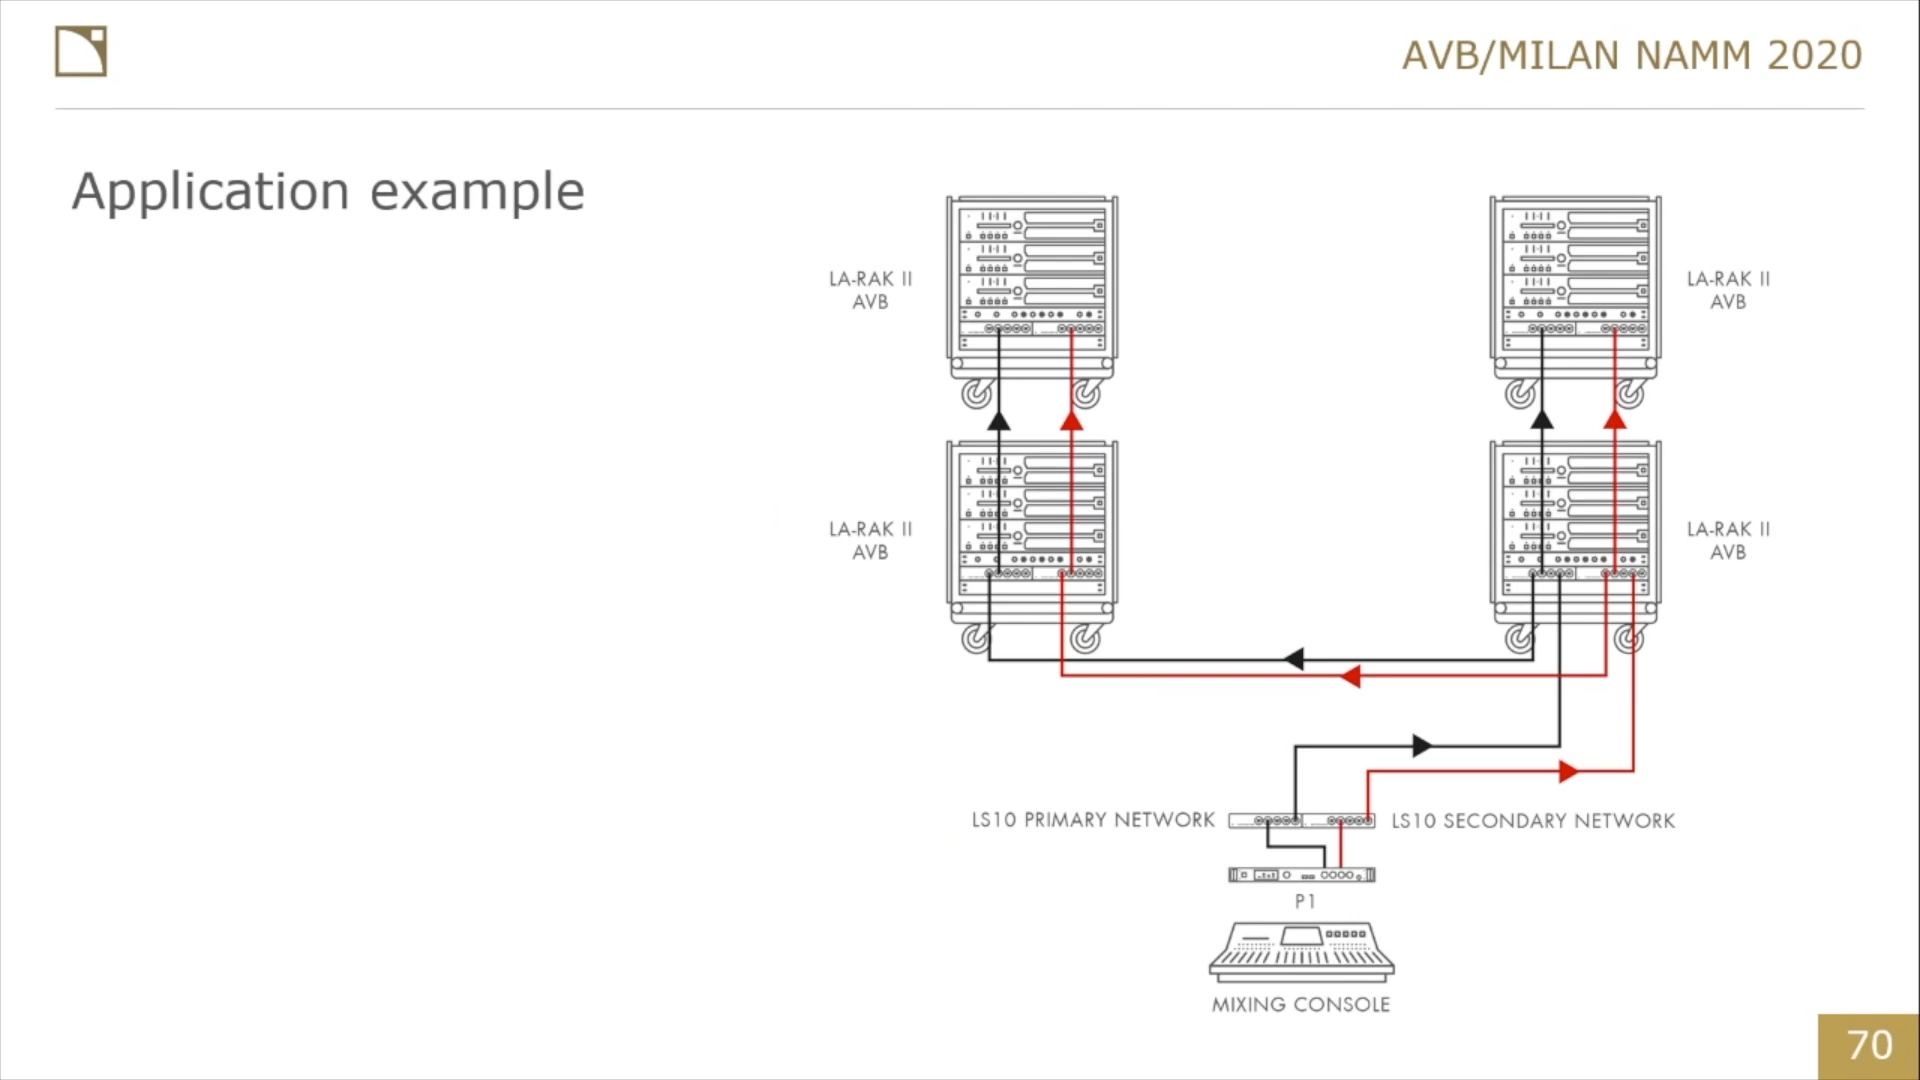 AVB/MILAN NAMM 2020
Application example
LA-RAK II
AVB
LA-RAK II
AVB
LA-RAK II
AVB
LA-RAK II
AVB
LS10 PRIMARY NETWORK
LS10 SECONDARY NETWORK
P1
MIXING CONSOLE
70